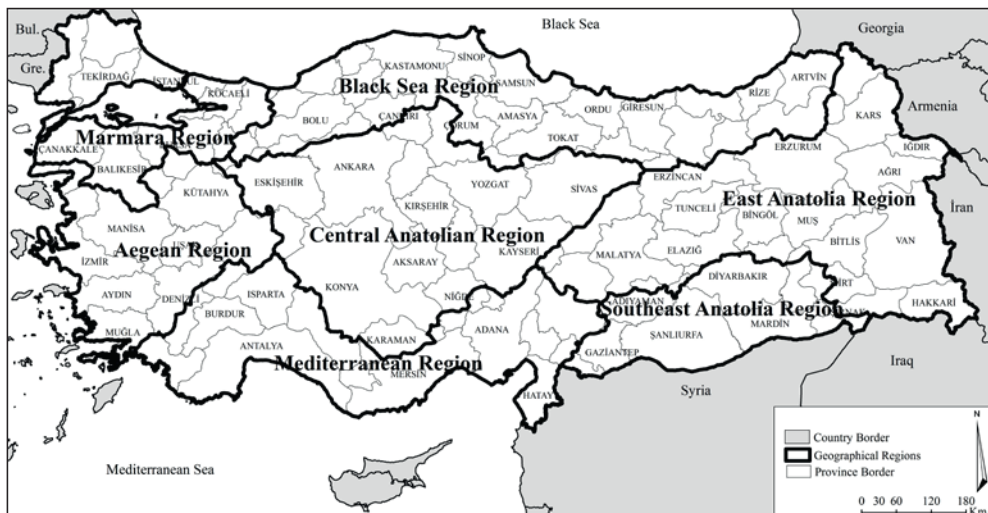 Black Sea
Bul.
Georgia
Gre.
TEKİRDAĞ
İSTANBUL
KOCAELİ
KASTAMONU
SİNOP
SAMSUN
Black Sea Region
ARTVİN
RİZE
ORDU
GİRESUN
KARS
Armenia
BOLU
ÇANKIRI
ÇORUM
AMASYA
TOKAT
Marmara Region
ÇANAKKALE
BALIKESİR
ERZURUM
IĞDIR
AĞRI
ESKİŞEHİR
ANKARA
YOZGAT
SİVAS
ERZİNCAN
KÜTAHYA
KIRŞEHİR
TUNCELİ
BİNGÖL
MUŞ
East Anatolia Region
İran
MANİSA
Aegean Region
Central Anatolian Region
KAYSERİ
ELAZIĞ
BİTLİS
VAN
İZMİR
AKSARAY
MALATYA
DİYARBAKIR
AYDIN
DENİZLİ
ISPARTA
BURDUR
KONYA
NİĞDE
ADIYAMAN
Southeast Anatolia Region
HAKKARİ
MUĞLA
ANTALYA
KARAMAN
ADANA
ŞANLIURFA
MARDİN
Mediterranean Region
MERSİN
GAZİANTEP
HATAY
Syria
Iraq
Mediterranean Sea
N
Country Border
Geographical Regions
Province Border
0 30 60 120 180
Km